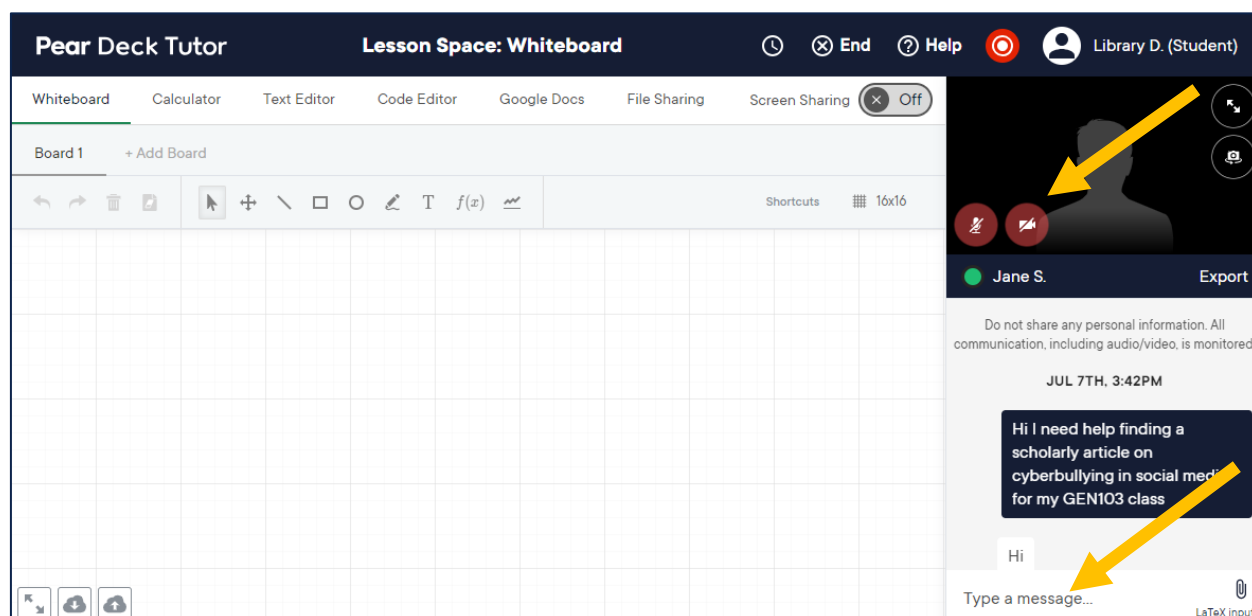 Pear Deck Tutor
Lesson Space: Whiteboard
End
Help
Library D. (Student)
Whiteboard
Calculator
Text Editor
Code Editor
Google Docs
File Sharing
Screen Sharing
Off
Board 1
+ Add Board
T
f(x)
Shortcuts
16x16
Jane S.
Export
Do not share any personal information. All
communication, including audio/video, is monitored
JUL 7TH, 3:42PM
Hi I need help finding a
scholarly article on
cyberbullying in social medi
for my GEN103 class
Hi
Type a message...
LaTeX input